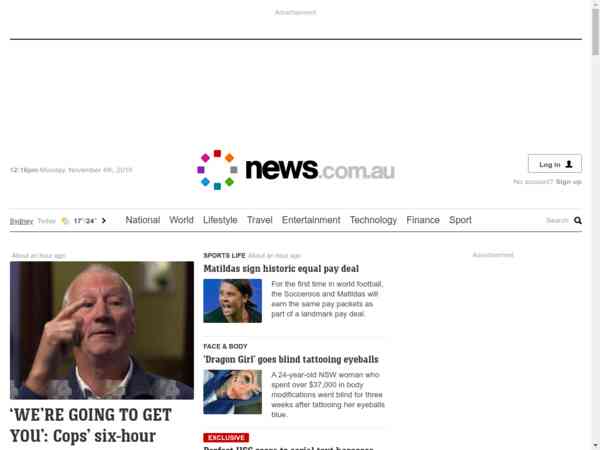 Advertisement
12:16pm Monday, November 4th, 2019
news.com.au
Log in
No account? Sign up
Sydney Today 17° 24°
National World Lifestyle Travel Entertainment Technology Finance Sport
Search
About an hour ago
‘WE’RE GOING TO GET
YOU’: Cops’ six-hour
SPORTS LIFE About an hour ago
Matildas sign historic equal pay deal
For the first time in world football,
the Socceroos and Matildas will
earn the same pay packets as
part of a landmark pay deal.
FACE & BODY
‘Dragon Girl’ goes blind tattooing eyeballs
A 24-year-old NSW woman who
spent over $37,000 in body
modifications went blind for three
weeks after tattooing her eyeballs
blue.
EXCLUSIVE
Advertisement